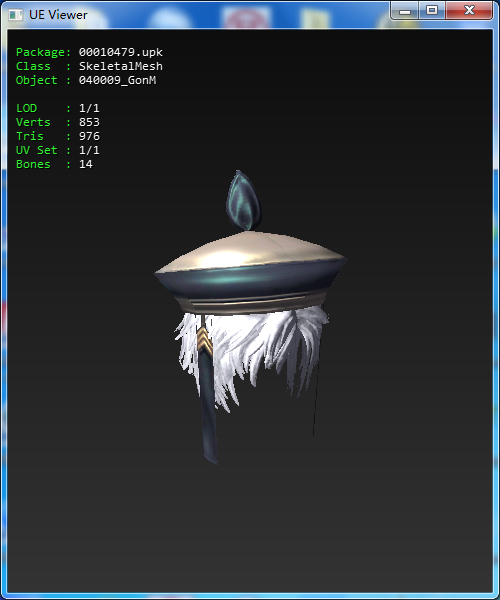 UE Viewer
Package: 00010479.upk
Class : SkeletalMesh
Object : 040009_GonM
LOD : 1/1
Verts : 853
Tris : 976
UV Set : 1/1
Bones : 14